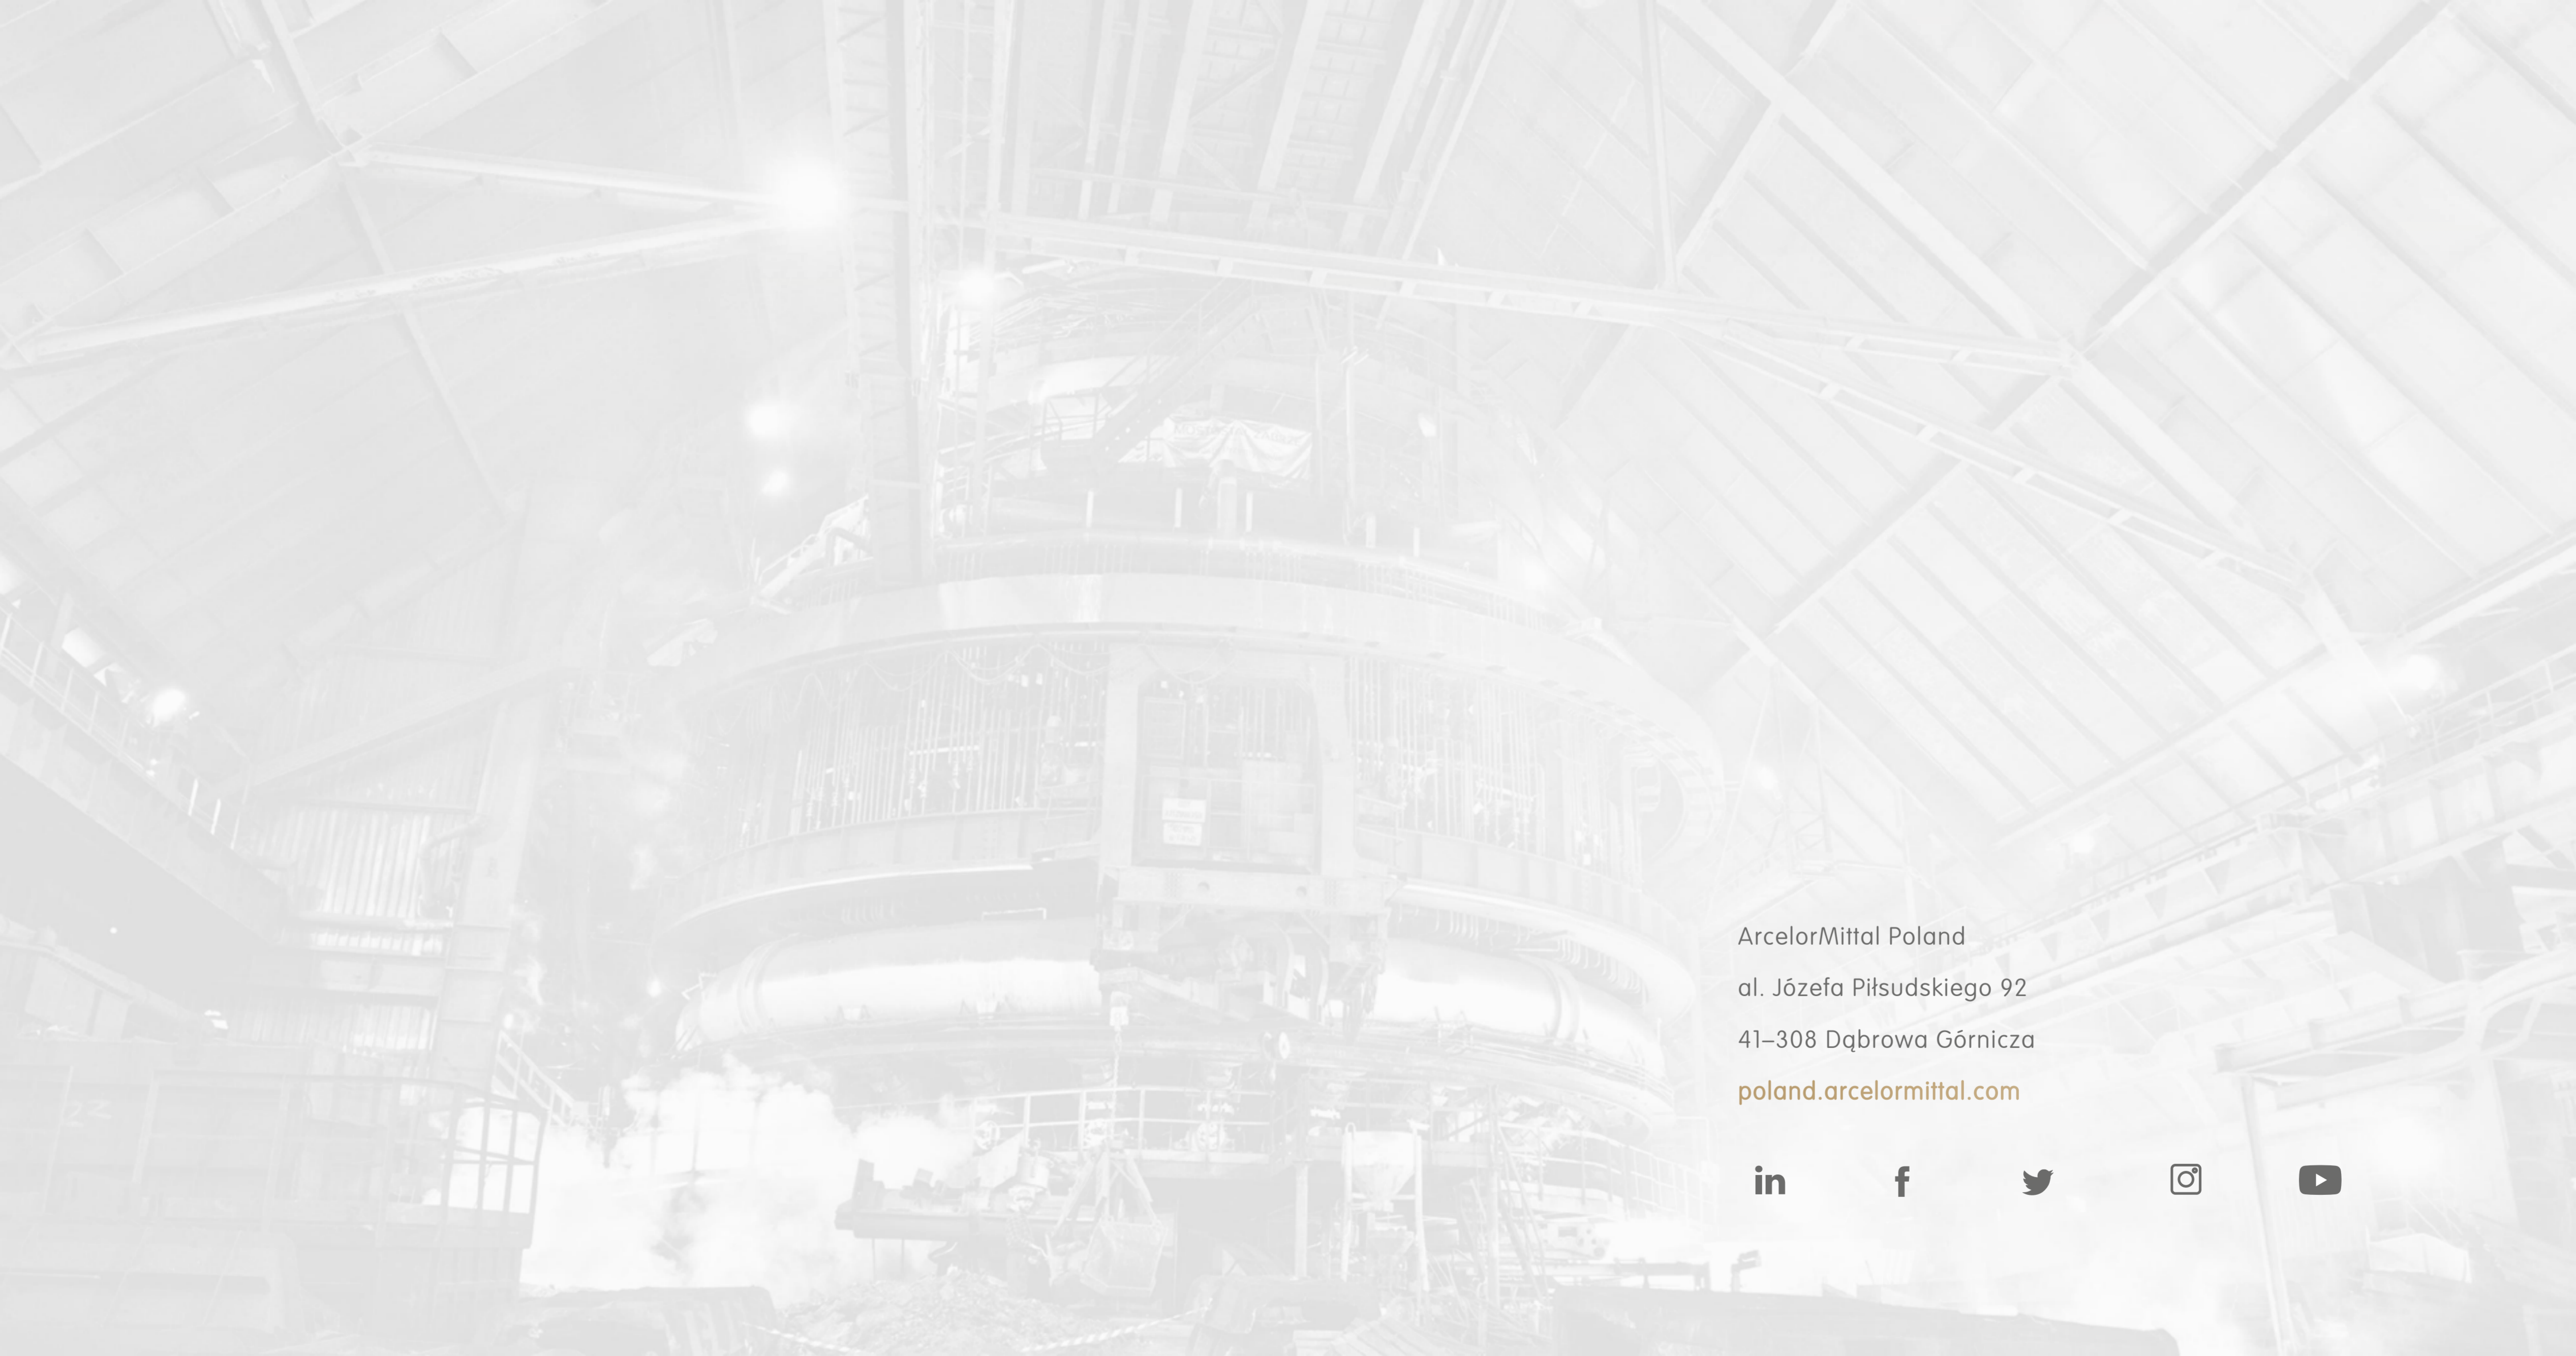 ArcelorMittal Poland
al. Józefa Piłsudskiego 92
41–308 Dąbrowa Górnicza
poland.arcelormittal.com